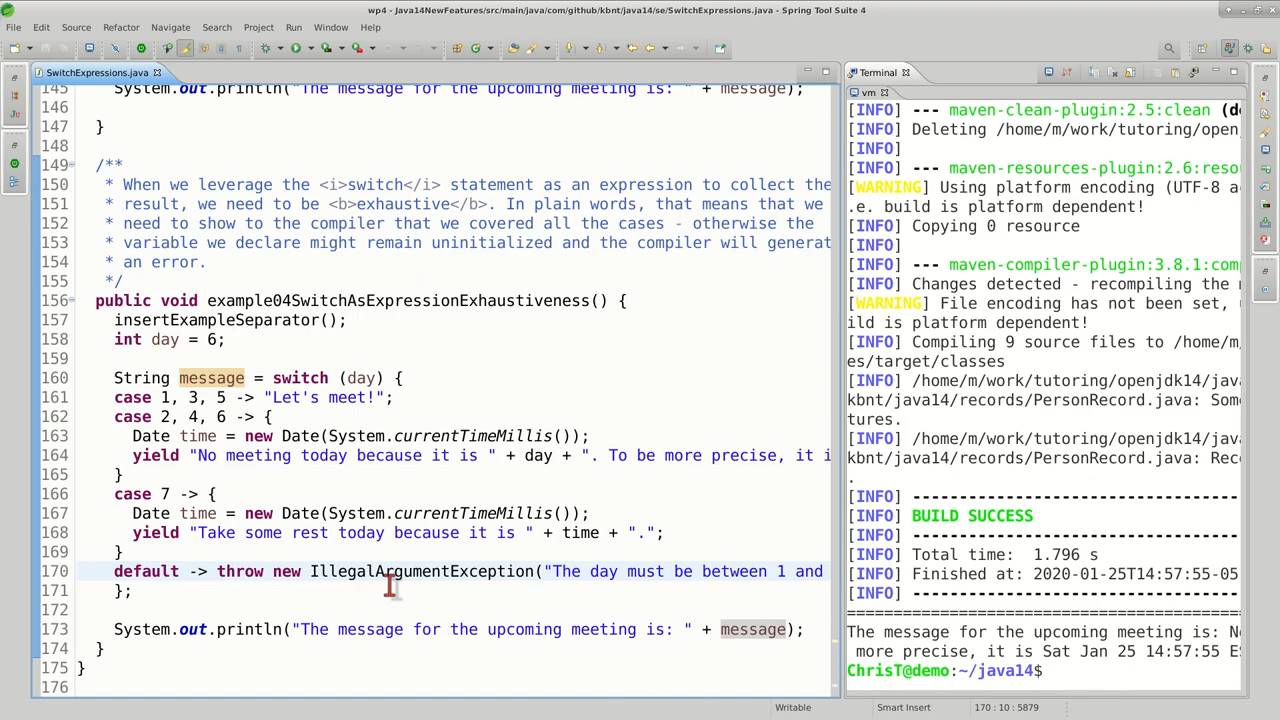 wp4 - Java14NewFeatures/src/main/java/com/github/kbnt/java14/se/SwitchExpressions.java - Spring Tool Suite 4
File Edit Source Refactor Navigate Search Project Run Window Help
SwitchExpressions.java
145 System.out.println("The message for the upcoming meeting is: " + message);
146
147 }
148
149 /**
150 * When we leverage the <i>switch</i> statement as an expression to collect the
151 * result, we need to be <b>exhaustive</b>. In plain words, that means that we
152 * need to show to the compiler that we covered all the cases - otherwise the
153 * variable we declare might remain uninitialized and the compiler will generat
154 * an error.
155 */
156 public void example04SwitchAsExpressionExhaustiveness() {
157 insertExampleSeparator();
158 int day = 6;
159
160 String message = switch (day) {
161 case 1, 3, 5 -> "Let's meet!";
162 case 2, 4, 6 -> {
163 Date time = new Date(System.currentTimeMillis());
164 yield "No meeting today because it is " + day + ". To be more precise, it i
165 }
166 case 7 -> {
167 Date time = new Date(System.currentTimeMillis());
168 yield "Take some rest today because it is " + time + ".";
169 }
170 default -> throw new IllegalArgumentException("The day must be between 1 and
171 };
172
173 System.out.println("The message for the upcoming meeting is: " + message);
174 }
175 }
176
Terminal
vm
[INFO] --- maven-clean-plugin:2.5:clean (de
[INFO] Deleting /home/m/work/tutoring/open
[INFO]
[INFO] --- maven-resources-plugin:2.6:reso
[WARNING] Using platform encoding (UTF-8 a
.e. build is platform dependent!
[INFO] Copying 0 resource
[INFO]
[INFO] --- maven-compiler-plugin:3.8.1:com
[INFO] Changes detected - recompiling the m
[WARNING] File encoding has not been set,
ild is platform dependent!
[INFO] Compiling 9 source files to /home/m
es/target/classes
[INFO] /home/m/work/tutoring/openjdk14/java
kbnt/java14/records/PersonRecord.java: Som
tures.
[INFO] /home/m/work/tutoring/openjdk14/java
kbnt/java14/records/PersonRecord.java: Rec
.
[INFO] ------------------------------------
[INFO] BUILD SUCCESS
[INFO] ------------------------------------
[INFO] Total time: 1.796 s
[INFO] Finished at: 2020-01-25T14:57:55-05
[INFO] ------------------------------------
===========================================
The message for the upcoming meeting is: N
more precise, it is Sat Jan 25 14:57:55 E
ChrisT@demo:~/java14$
Writable Smart Insert 170 : 10 : 5879